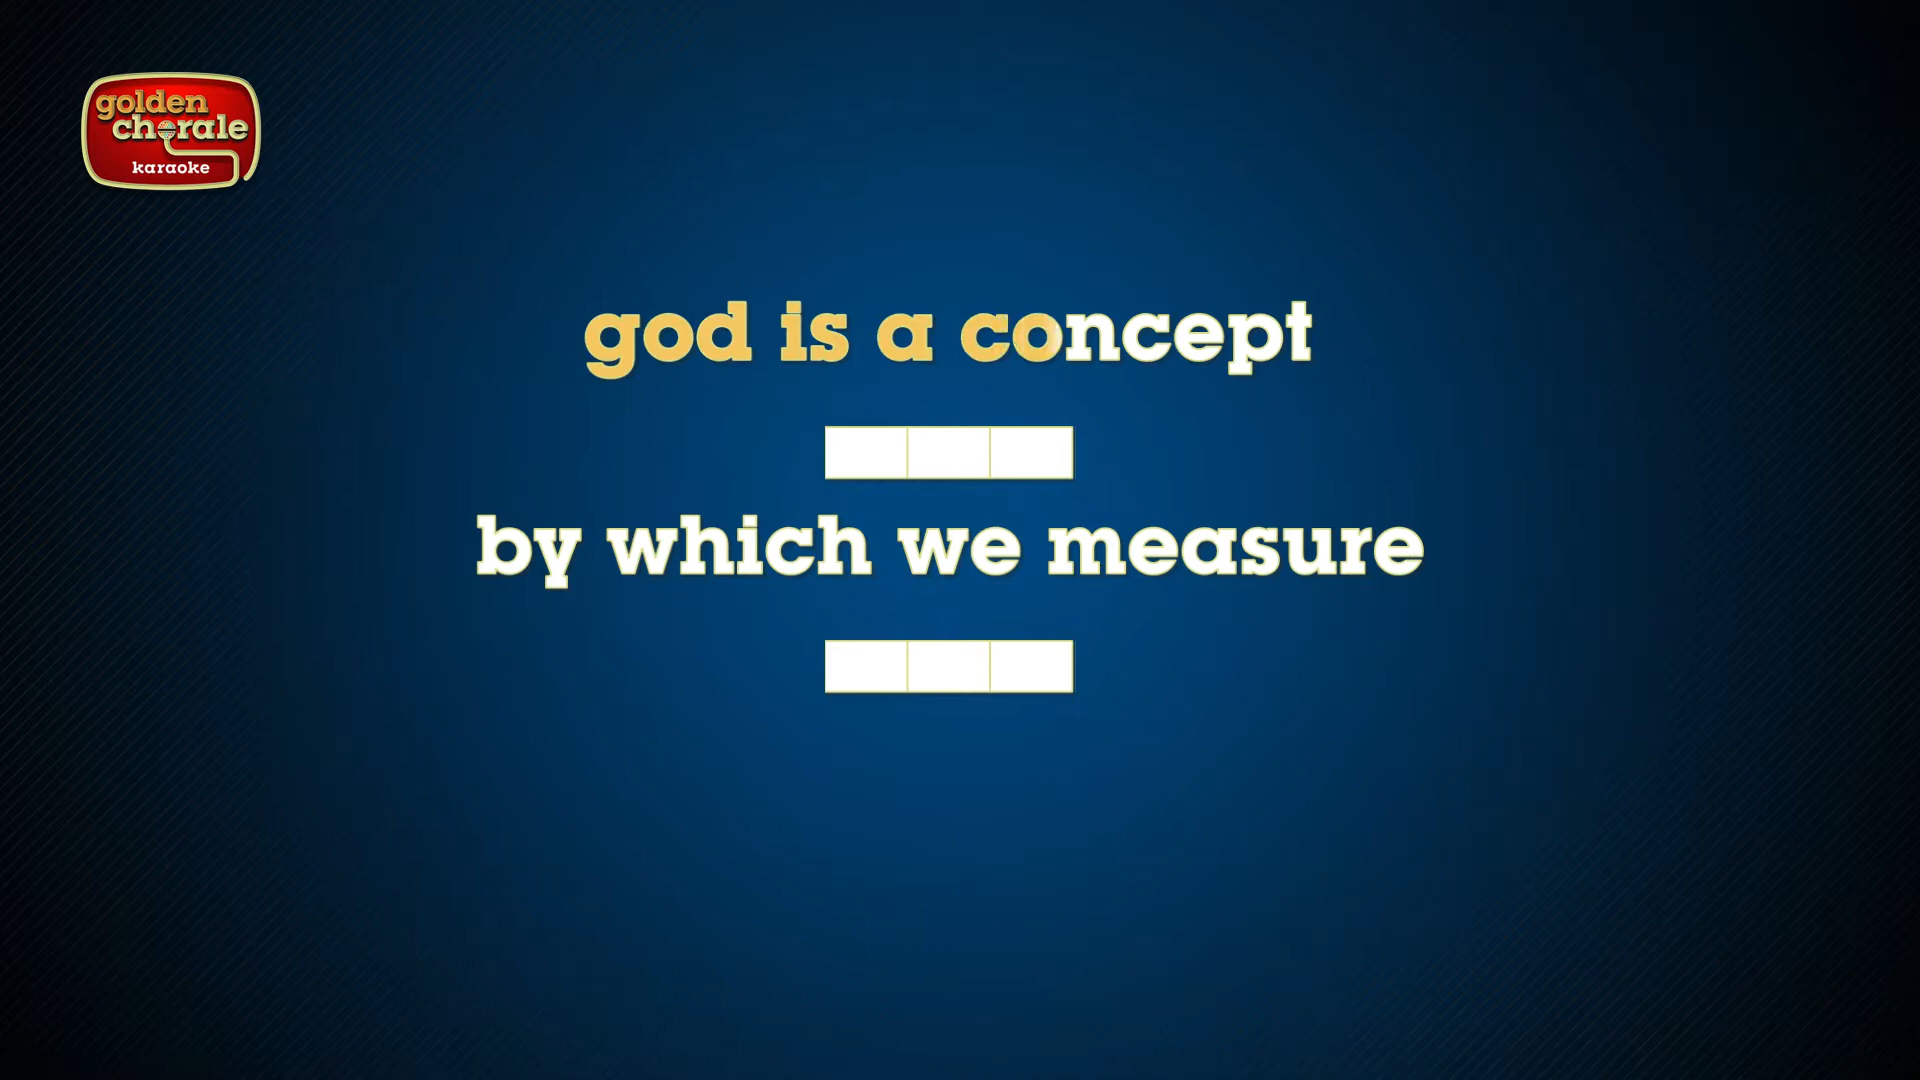 golden
chorale
karaoke
god is a concept
by which we measure